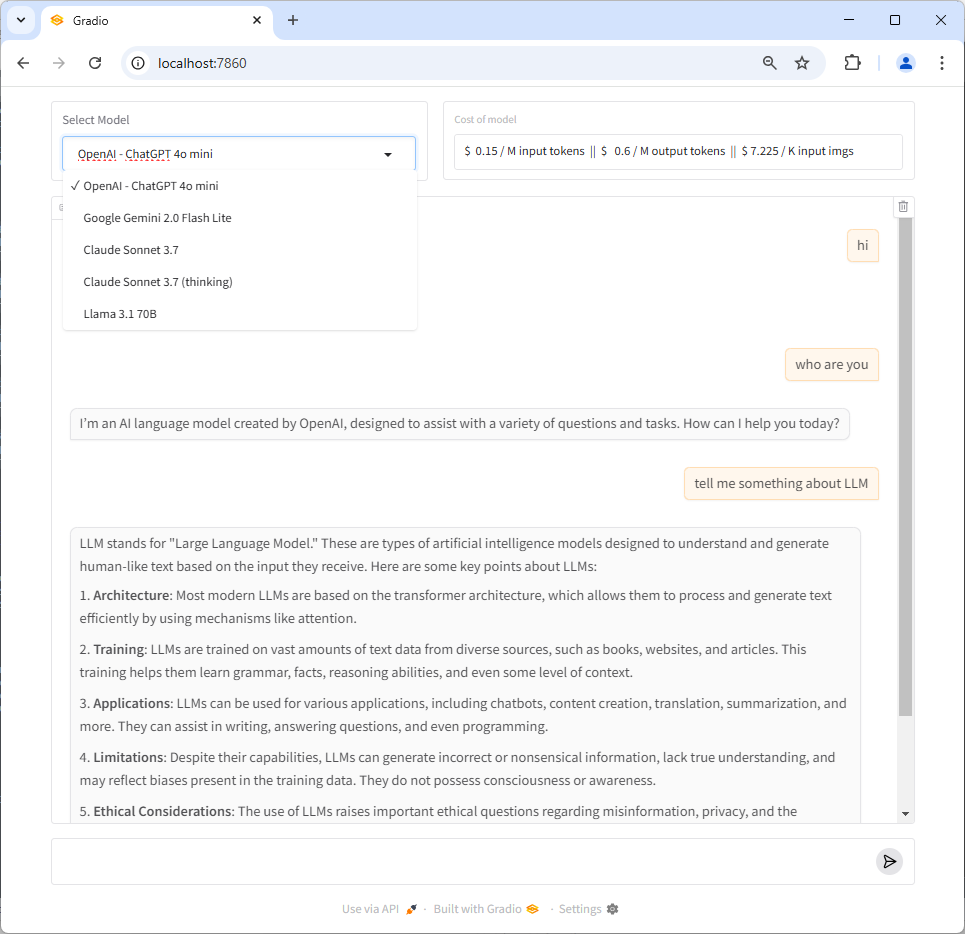 Gradio
localhost:7860
Select Model
Cost of model
OpenAI - ChatGPT 4o mini
$ 0.15 / M input tokens || $ 0.6 / M output tokens || $ 7.225 / K input imgs
✓ OpenAI - ChatGPT 4o mini
Google Gemini 2.0 Flash Lite
Claude Sonnet 3.7
Claude Sonnet 3.7 (thinking)
Llama 3.1 70B
hi
who are you
I'm an AI language model created by OpenAI, designed to assist with a variety of questions and tasks. How can I help you today?
tell me something about LLM
LLM stands for "Large Language Model." These are types of artificial intelligence models designed to understand and generate
human-like text based on the input they receive. Here are some key points about LLMs:
1. Architecture: Most modern LLMs are based on the transformer architecture, which allows them to process and generate text
efficiently by using mechanisms like attention.
2. Training: LLMs are trained on vast amounts of text data from diverse sources, such as books, websites, and articles. This
training helps them learn grammar, facts, reasoning abilities, and even some level of context.
3. Applications: LLMs can be used for various applications, including chatbots, content creation, translation, summarization, and
more. They can assist in writing, answering questions, and even programming.
4. Limitations: Despite their capabilities, LLMs can generate incorrect or nonsensical information, lack true understanding, and
may reflect biases present in the training data. They do not possess consciousness or awareness.
5. Ethical Considerations: The use of LLMs raises important ethical questions regarding misinformation, privacy, and the
Use via API · Built with Gradio · Settings